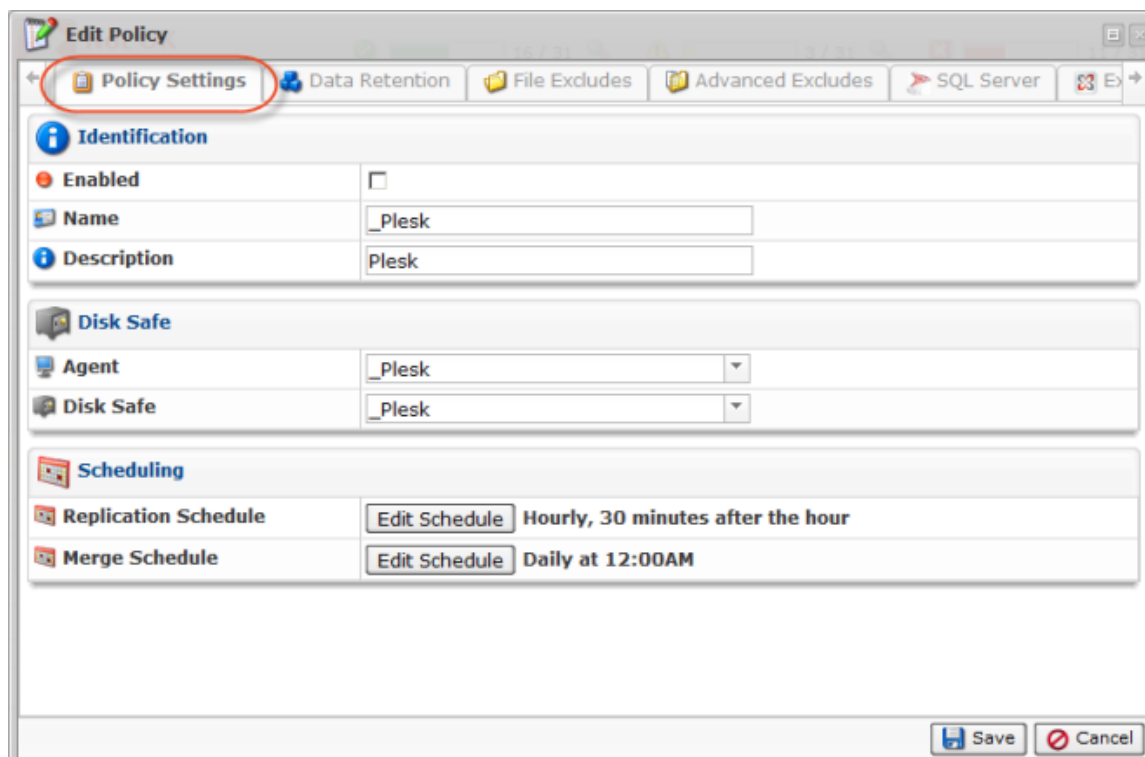 Edit Policy
Policy Settings Data Retention File Excludes Advanced Excludes SQL Server Ex
Identification
Enabled
Name _Plesk
Description Plesk
Disk Safe
Agent _Plesk
Disk Safe _Plesk
Scheduling
Replication Schedule Edit Schedule Hourly, 30 minutes after the hour
Merge Schedule Edit Schedule Daily at 12:00AM
Save Cancel